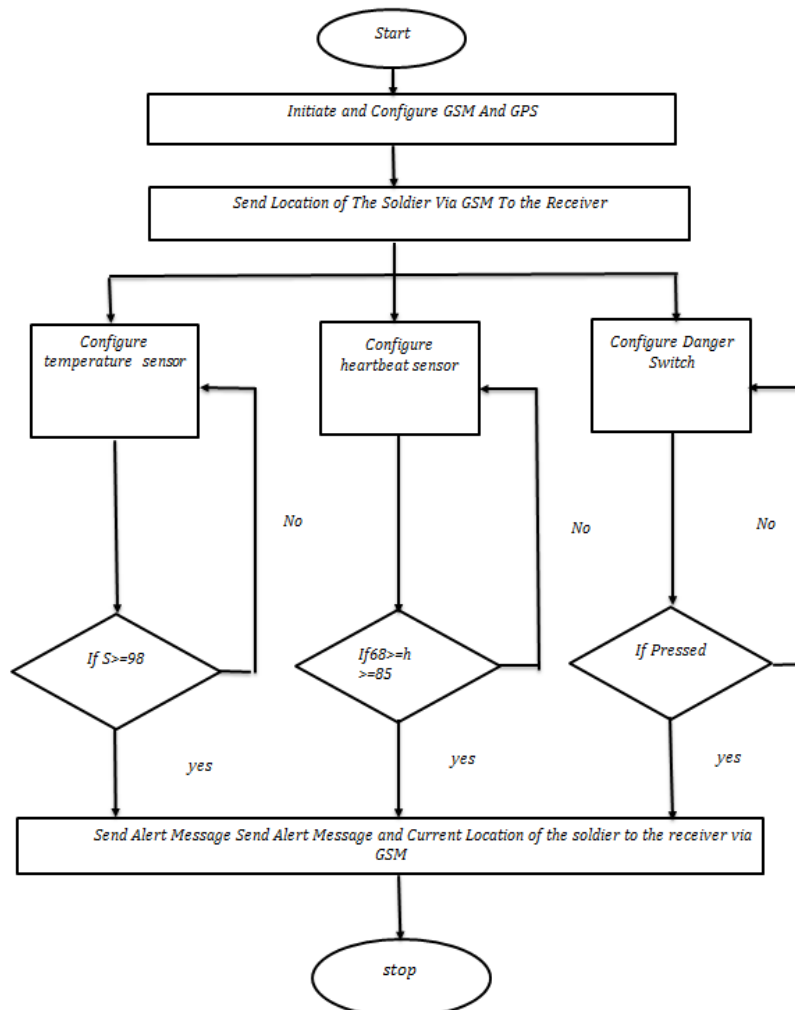 Start
Initiate and Configure GSM And GPS
Send Location of The Soldier Via GSM To the Receiver
Configure
temperature sensor
Configure
heartbeat sensor
Configure Danger
Switch
No
No
No
If S>=98
If68>=h
>=85
If Pressed
yes
yes
yes
Send Alert Message Send Alert Message and Current Location of the soldier to the receiver via
GSM
stop